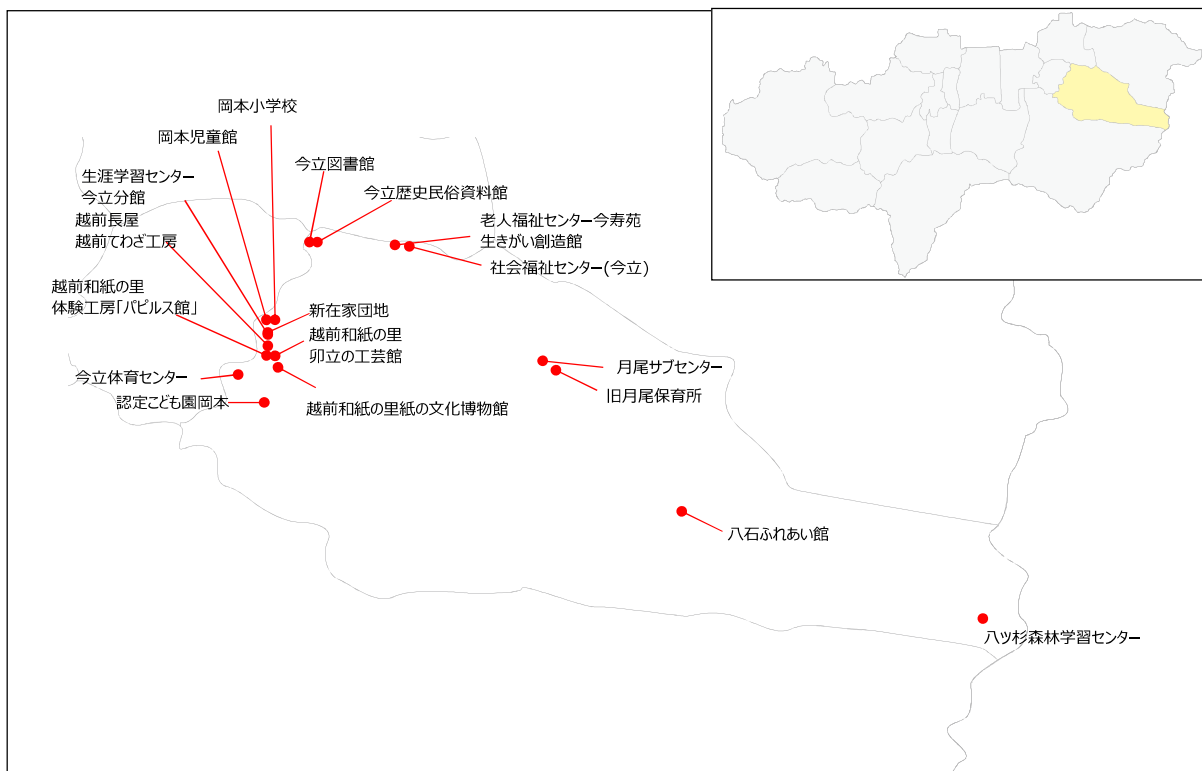 岡本小学校
岡本児童館
今立図書館
生涯学習センター
今立分館
今立歴史民俗資料館
越前長屋
越前てわざ工房
老人福祉センター今寿苑
生きがい創造館
社会福祉センター(今立)
越前和紙の里
体験工房「パピルス館」
新在家団地
越前和紙の里
卯立の工芸館
月尾サブセンター
今立体育センター
旧月尾保育所
認定こども園岡本
越前和紙の里紙の文化博物館
八石ふれあい館
八ツ杉森林学習センター